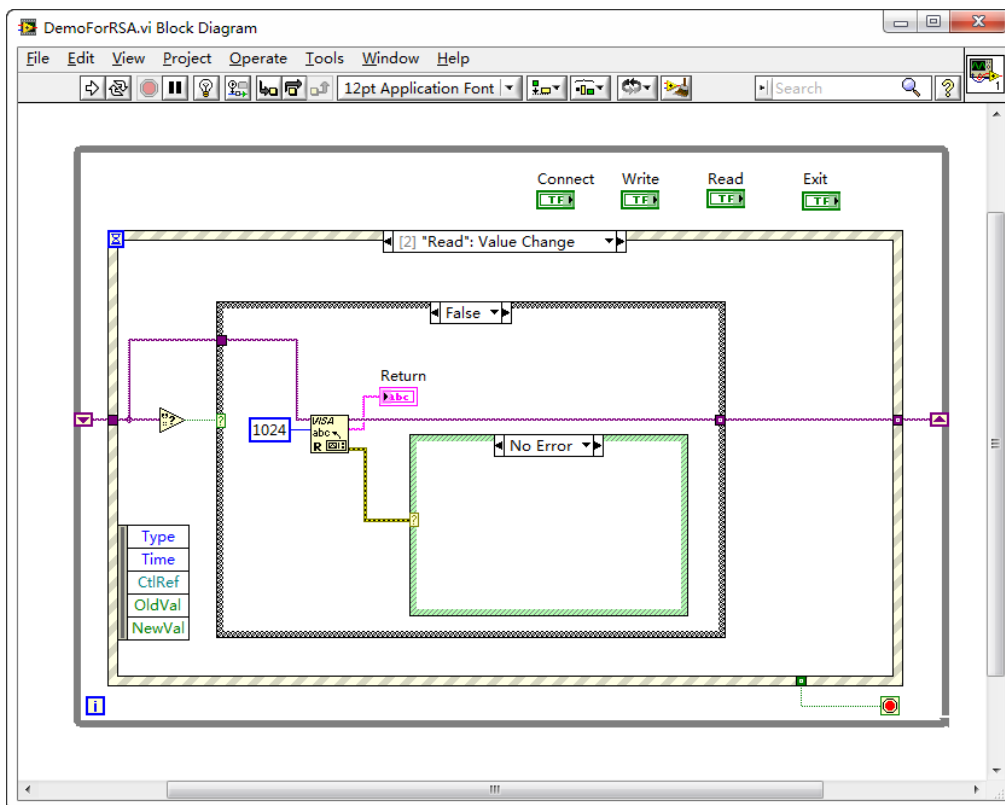 DemoForRSA.vi Block Diagram
File Edit View Project Operate Tools Window Help
12pt Application Font
Search
?
1
Connect Write Read Exit
TF TF TF TF
[2] "Read": Value Change
False
Return
abc
?
?
1024
VISA
abc
R
No Error
?
Type
Time
CtlRef
OldVal
NewVal
i